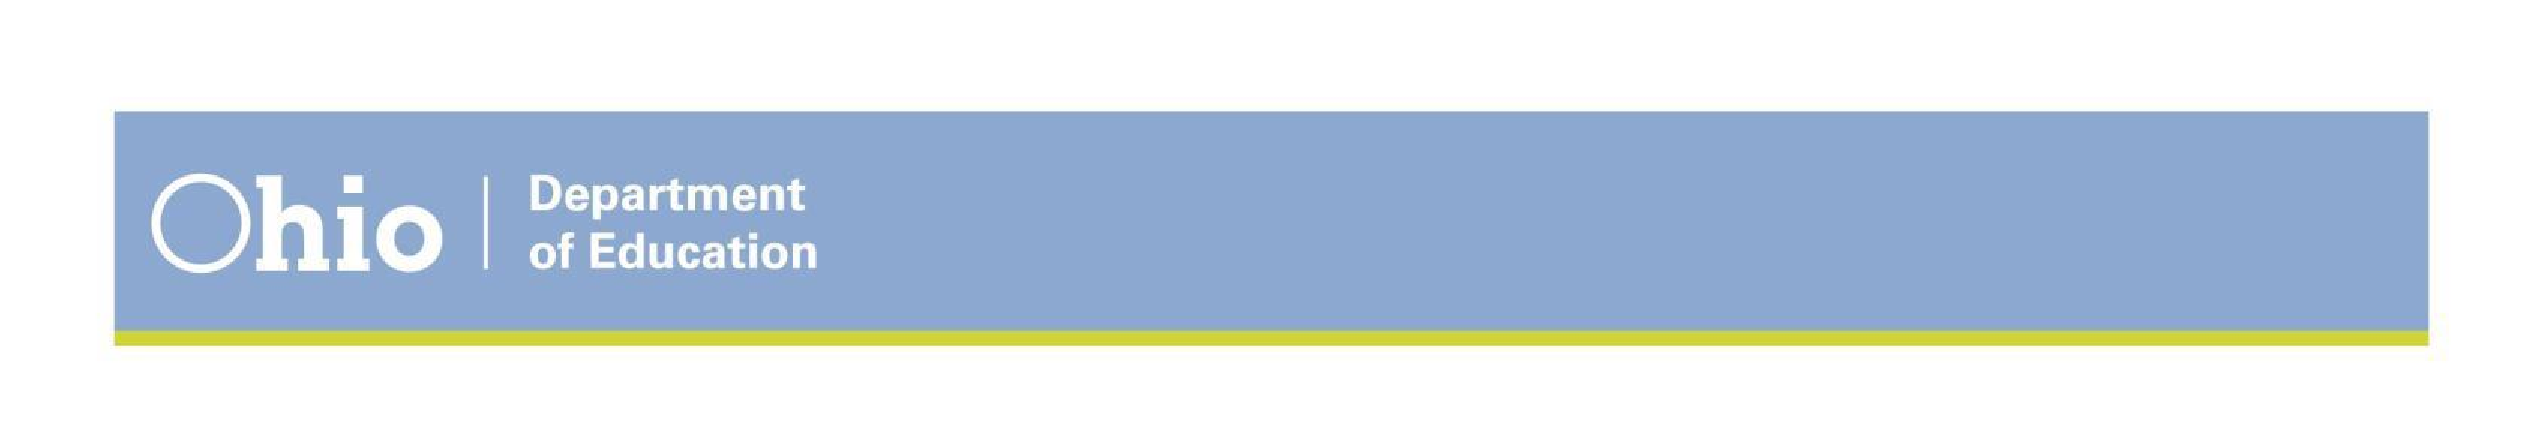 Ohio
Department
of Education